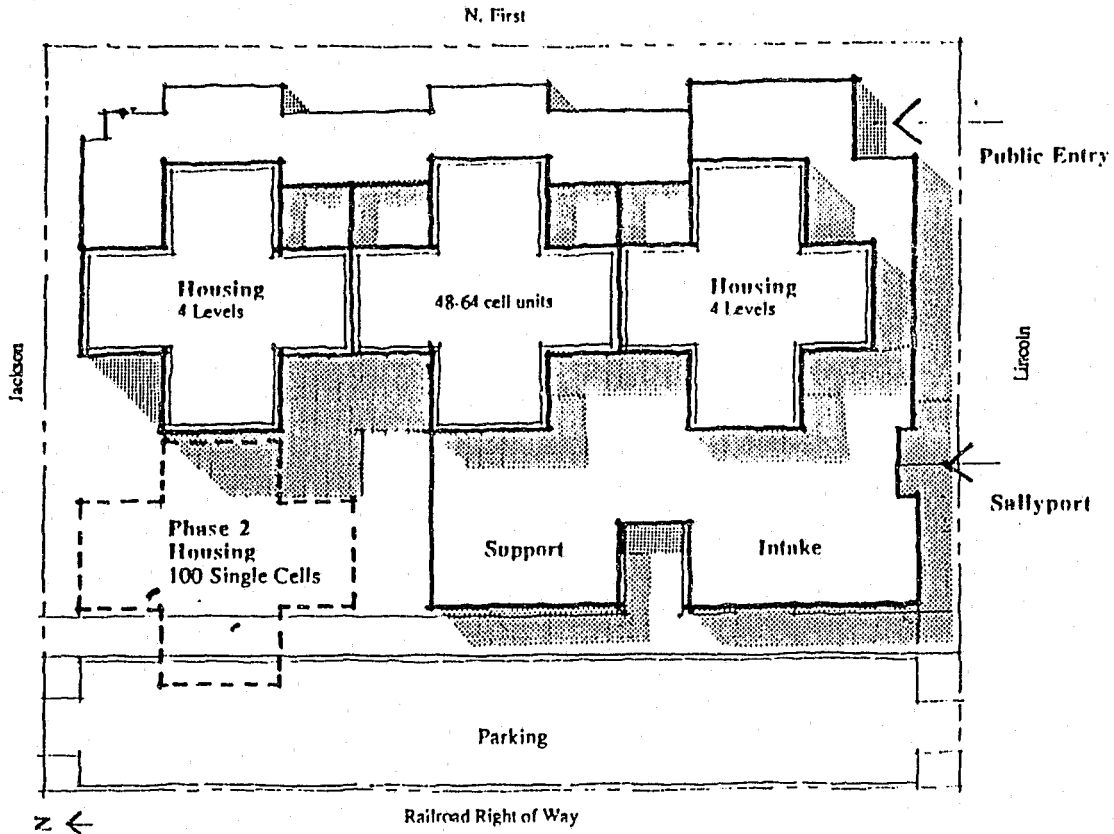 N. First
Public Entry
Housing
4 Levels
48-64 cell units
Housing
4 Levels
Jackson
Lincoln
Sallyport
Phase 2
Housing
100 Single Cells
Support
Intake
Parking
Railroad Right of Way
N